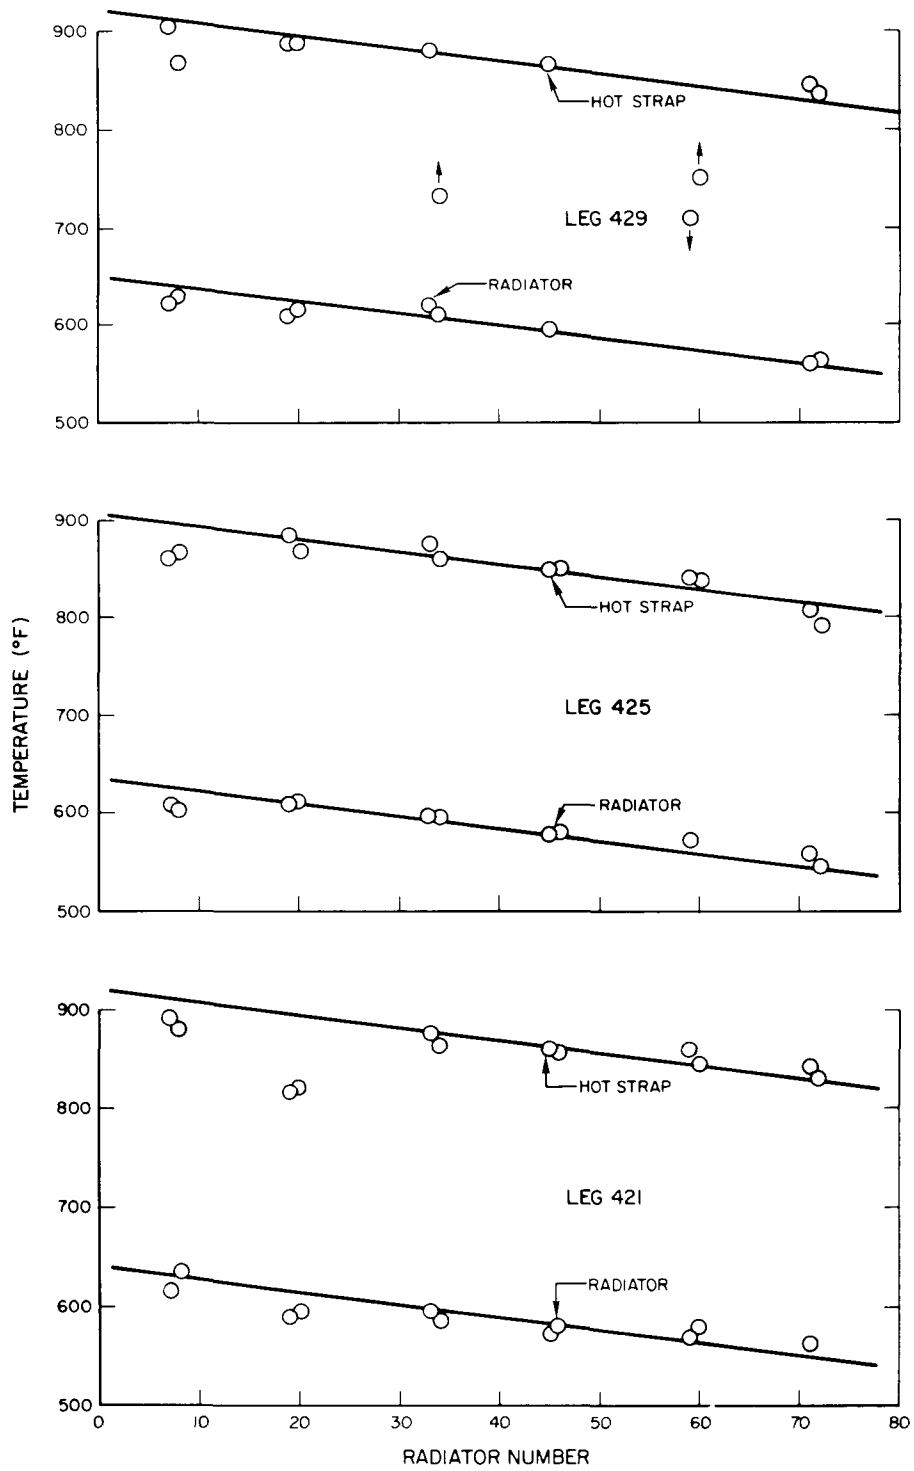 900
HOT STRAP
800
LEG 429
700
RADIATOR
600
500
900
HOT STRAP
800
LEG 425
700
RADIATOR
600
500
TEMPERATURE (°F)
900
HOT STRAP
800
LEG 421
700
RADIATOR
600
500
0 10 20 30 40 50 60 70 80
RADIATOR NUMBER